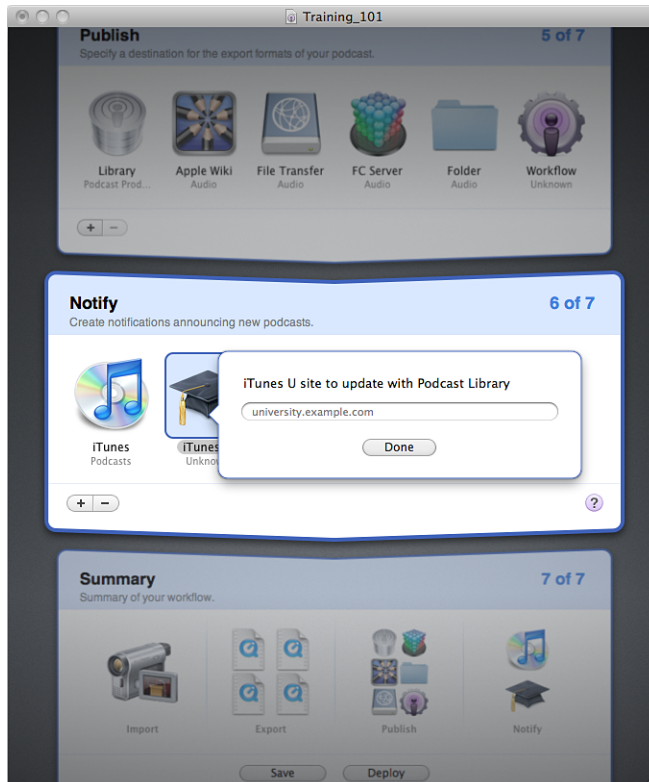 Training_101
Publish
5 of 7
Specify a destination for the export formats of your podcast.
Library
Podcast Prod...
Apple Wiki
Audio
File Transfer
Audio
FC Server
Audio
Folder
Audio
Workflow
Unknown
+ −
Notify
6 of 7
Create notifications announcing new podcasts.
iTunes
Podcasts
iTunes
Unkno
iTunes U site to update with Podcast Library
university.example.com
Done
+ −
?
Summary
7 of 7
Summary of your workflow.
Import
Export
Publish
Notify
Save
Deploy